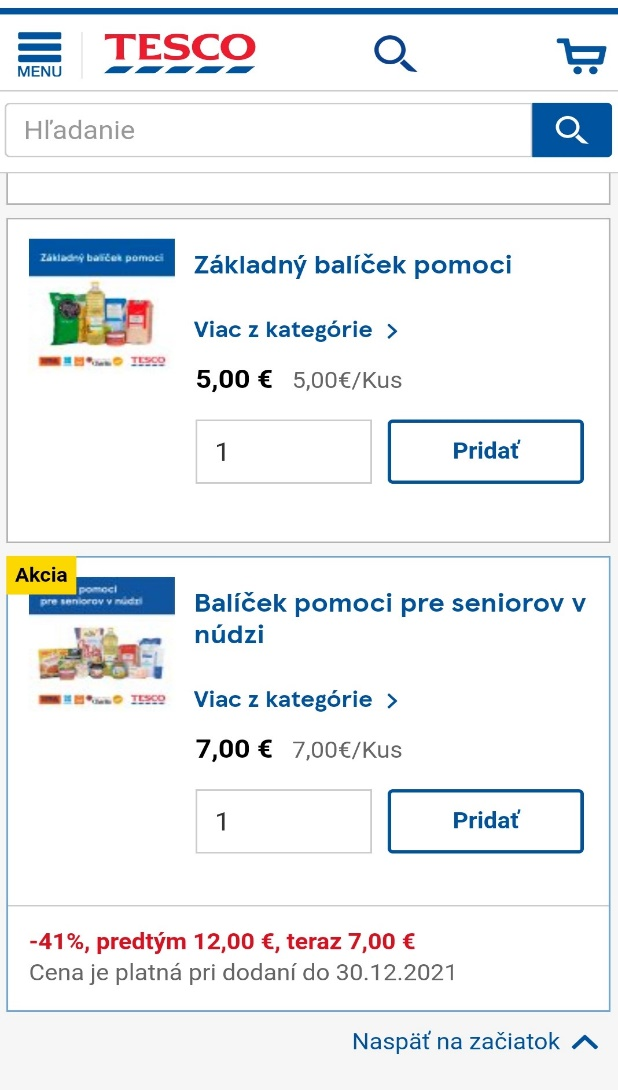 MENU
TESCO
Hľadanie
Základný balíček pomoci
Základný balíček pomoci
Viac z kategórie
TESCO
5,00 € 5,00€/Kus
1
Pridať
Akcia
pomoci
pre seniorov v núdzi
Balíček pomoci pre seniorov v
núdzi
Viac z kategórie
TESCO
7,00 € 7,00€/Kus
1
Pridať
-41%, predtým 12,00 €, teraz 7,00 €
Cena je platná pri dodaní do 30.12.2021
Naspäť na začiatok